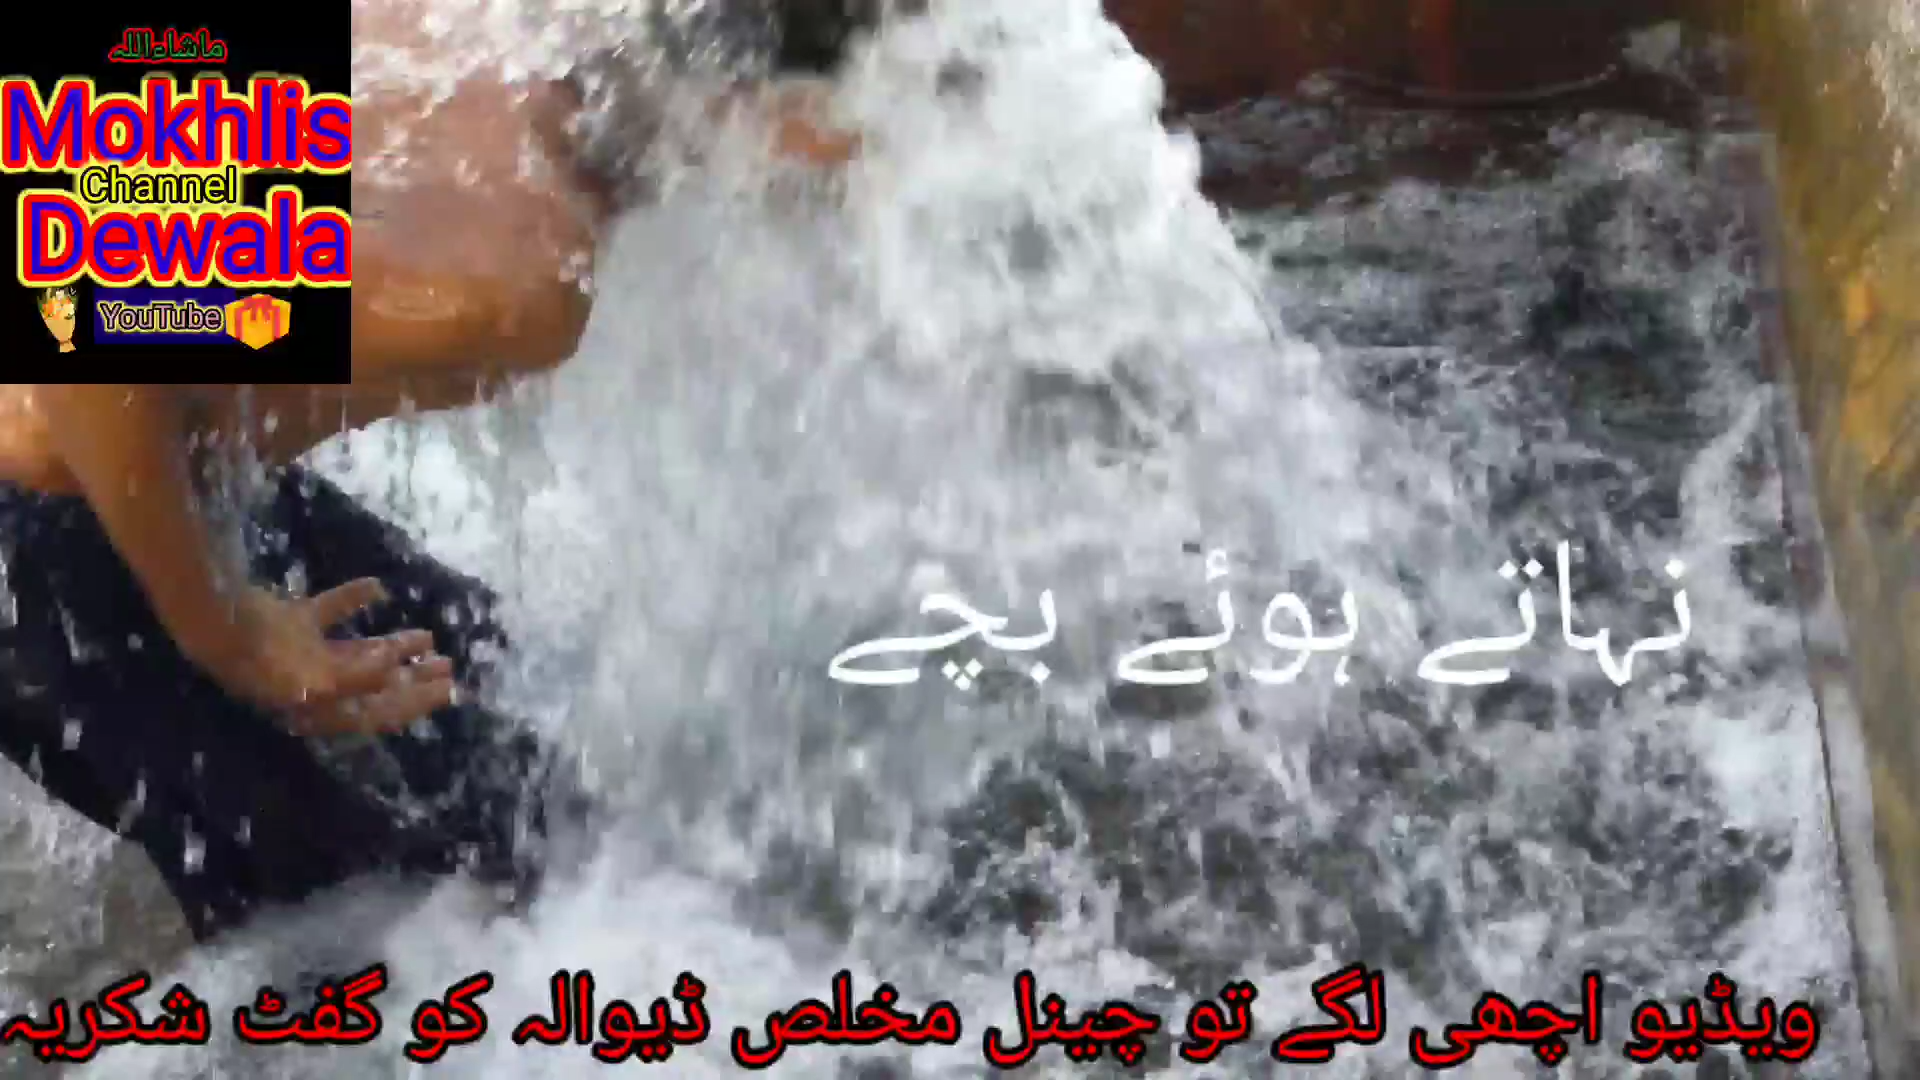 ماشاءاللہ
Mokhlis
Channel
Dewala
YouTube
نہاتے ہوئے بچے
ویڈیو اچھی لگے تو چینل مخلص ڈیوالہ کو گفٹ شکریہ